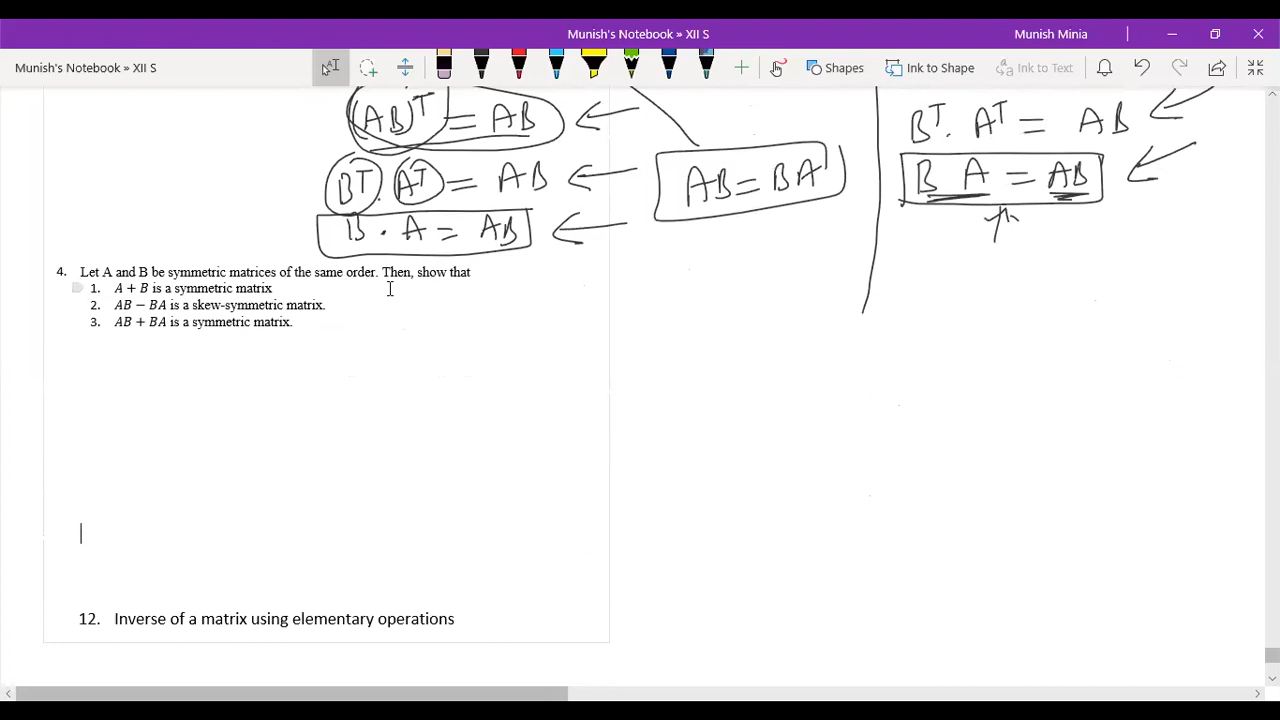 Munish's Notebook » XII S
Munish Minia
Munish's Notebook » XII S
Shapes
Ink to Shape
Ink to Text
(AB)ᵀ = AB
Bᵀ. Aᵀ = AB
B . A = AB
AB = BA
Bᵀ. Aᵀ = AB
B A = AB
4. Let A and B be symmetric matrices of the same order. Then, show that
1. A + B is a symmetric matrix
2. AB − BA is a skew-symmetric matrix.
3. AB + BA is a symmetric matrix.
12. Inverse of a matrix using elementary operations